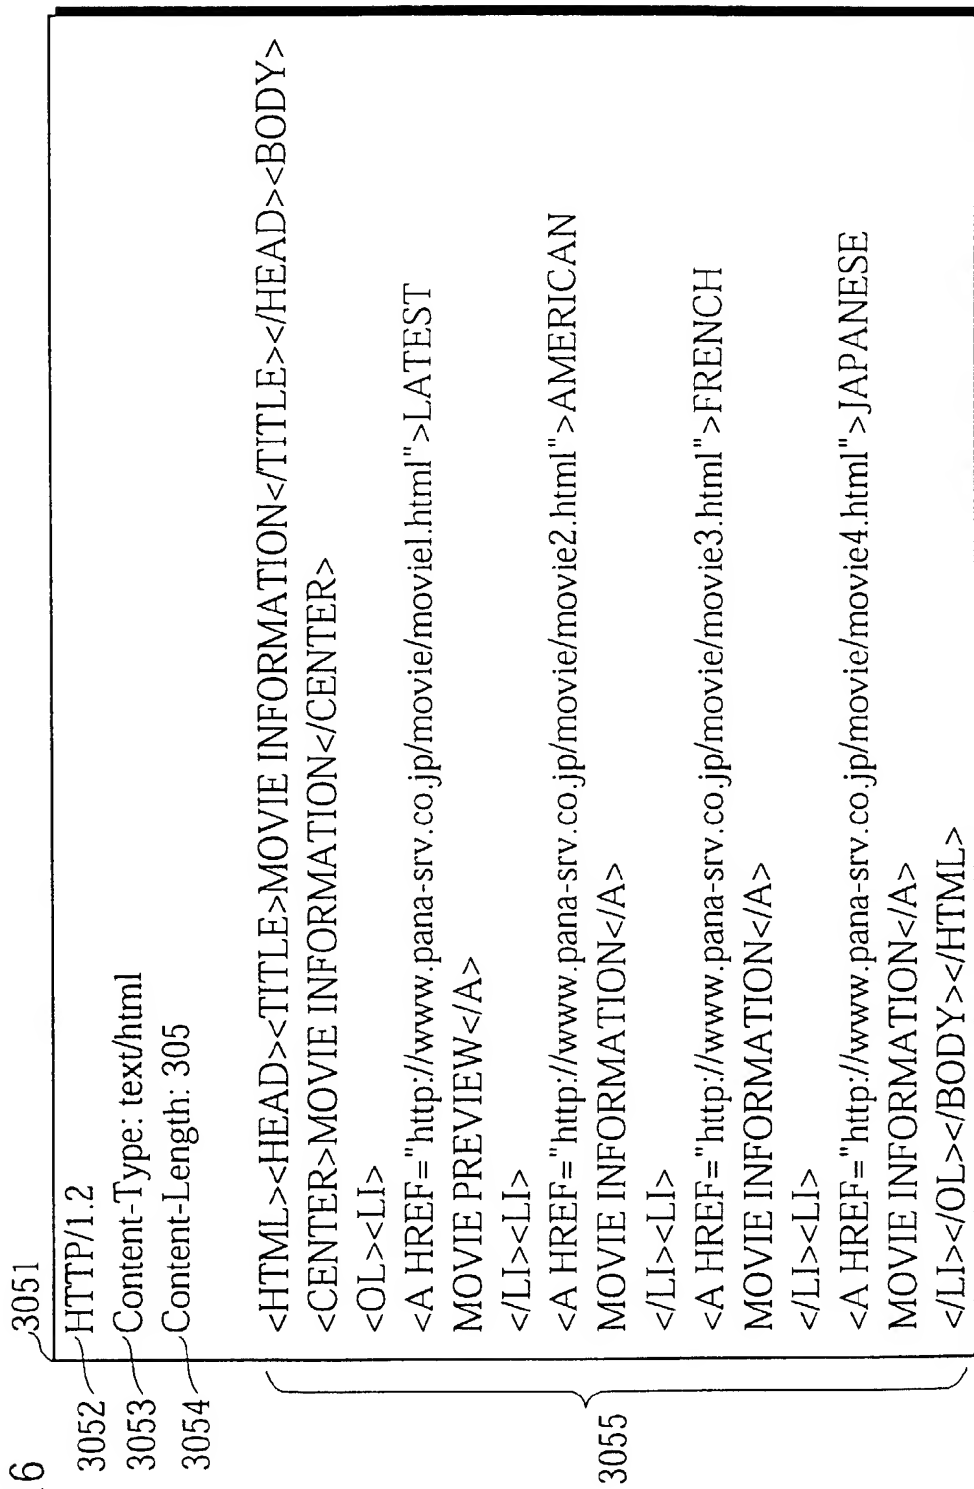 6
3051
3052 HTTP/1.2
3053 Content-Type: text/html
3054 Content-Length: 305
3055
<HTML><HEAD><TITLE>MOVIE INFORMATION</TITLE></HEAD><BODY>
<CENTER>MOVIE INFORMATION</CENTER>
<OL><LI>
<A HREF="http://www.pana-srv.co.jp/movie/movie1.html">LATEST
MOVIE PREVIEW</A>
</LI><LI>
<A HREF="http://www.pana-srv.co.jp/movie/movie2.html">AMERICAN
MOVIE INFORMATION</A>
</LI><LI>
<A HREF="http://www.pana-srv.co.jp/movie/movie3.html">FRENCH
MOVIE INFORMATION</A>
</LI><LI>
<A HREF="http://www.pana-srv.co.jp/movie/movie4.html">JAPANESE
MOVIE INFORMATION</A>
</LI></OL></BODY></HTML>